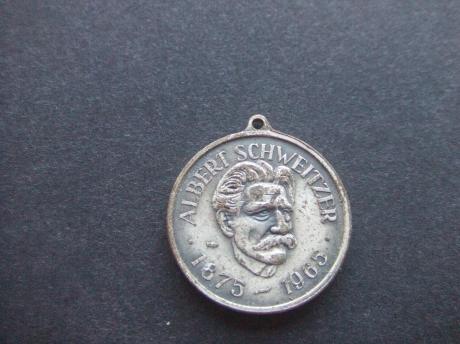 ALBERT SCHWEITZER
· 1875 – 1965 ·